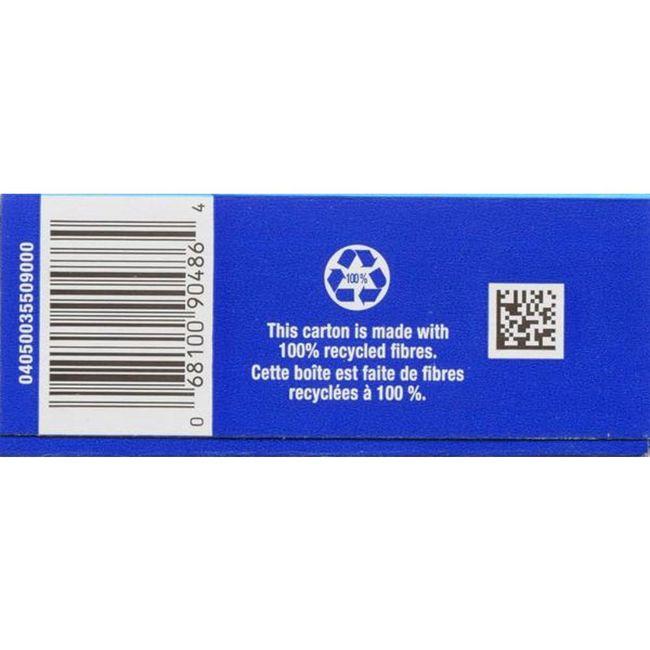 04050035509000
0 68100 90486 4
100%
This carton is made with
100% recycled fibres.
Cette boîte est faite de fibres
recyclées à 100 %.